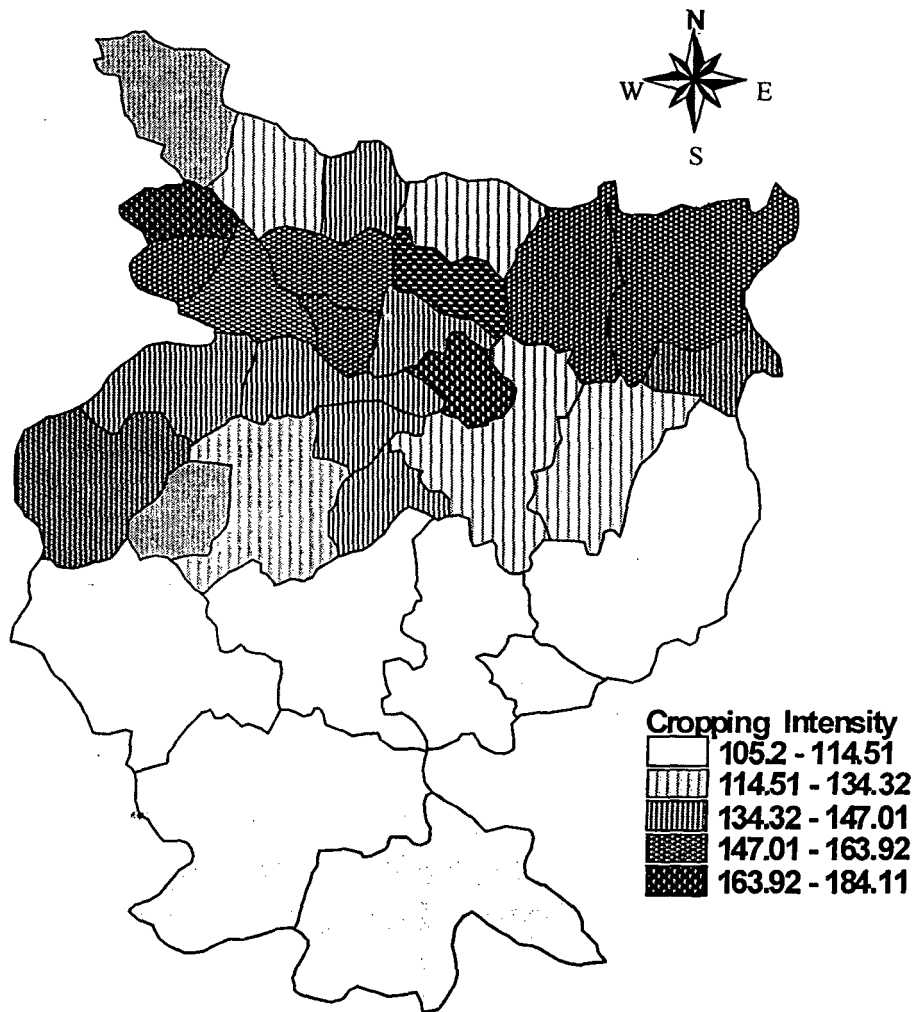 N
W E
S
Cropping Intensity
105.2 - 114.51
114.51 - 134.32
134.32 - 147.01
147.01 - 163.92
163.92 - 184.11